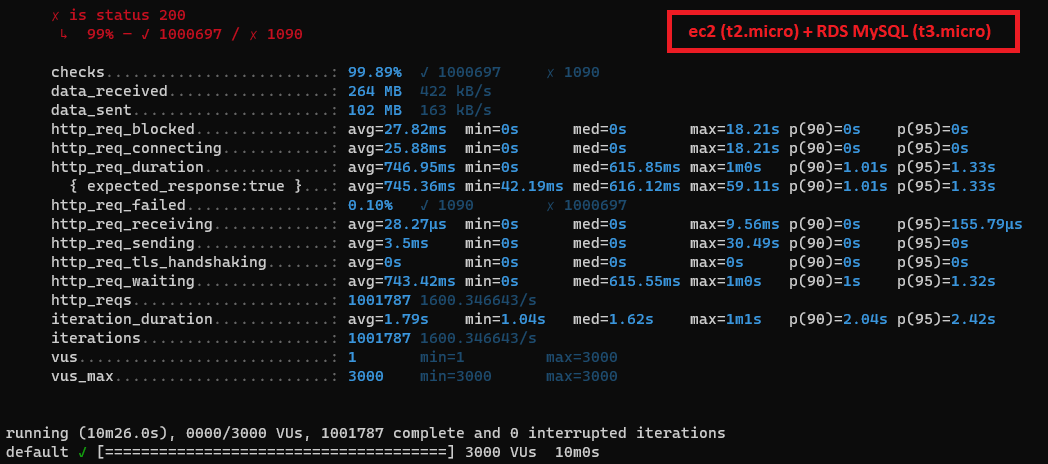 ✗ is status 200
↳  99% — ✓ 1000697 / ✗ 1090
ec2 (t2.micro) + RDS MySQL (t3.micro)
checks.........................: 99.89%  ✓ 1000697     ✗ 1090
data_received..................: 264 MB  422 kB/s
data_sent......................: 102 MB  163 kB/s
http_req_blocked...............: avg=27.82ms  min=0s      med=0s       max=18.21s p(90)=0s    p(95)=0s
http_req_connecting............: avg=25.88ms  min=0s      med=0s       max=18.21s p(90)=0s    p(95)=0s
http_req_duration..............: avg=746.95ms min=0s      med=615.85ms max=1m0s   p(90)=1.01s p(95)=1.33s
{ expected_response:true }...: avg=745.36ms min=42.19ms med=616.12ms max=59.11s p(90)=1.01s p(95)=1.33s
http_req_failed................: 0.10%   ✓ 1090        ✗ 1000697
http_req_receiving.............: avg=28.27µs  min=0s      med=0s       max=9.56ms p(90)=0s    p(95)=155.79µs
http_req_sending...............: avg=3.5ms    min=0s      med=0s       max=30.49s p(90)=0s    p(95)=0s
http_req_tls_handshaking.......: avg=0s       min=0s      med=0s       max=0s     p(90)=0s    p(95)=0s
http_req_waiting...............: avg=743.42ms min=0s      med=615.55ms max=1m0s   p(90)=1s    p(95)=1.32s
http_reqs......................: 1001787 1600.346643/s
iteration_duration.............: avg=1.79s    min=1.04s   med=1.62s    max=1m1s   p(90)=2.04s p(95)=2.42s
iterations.....................: 1001787 1600.346643/s
vus............................: 1       min=1         max=3000
vus_max........................: 3000    min=3000      max=3000
running (10m26.0s), 0000/3000 VUs, 1001787 complete and 0 interrupted iterations
default ✓ [======================================] 3000 VUs  10m0s